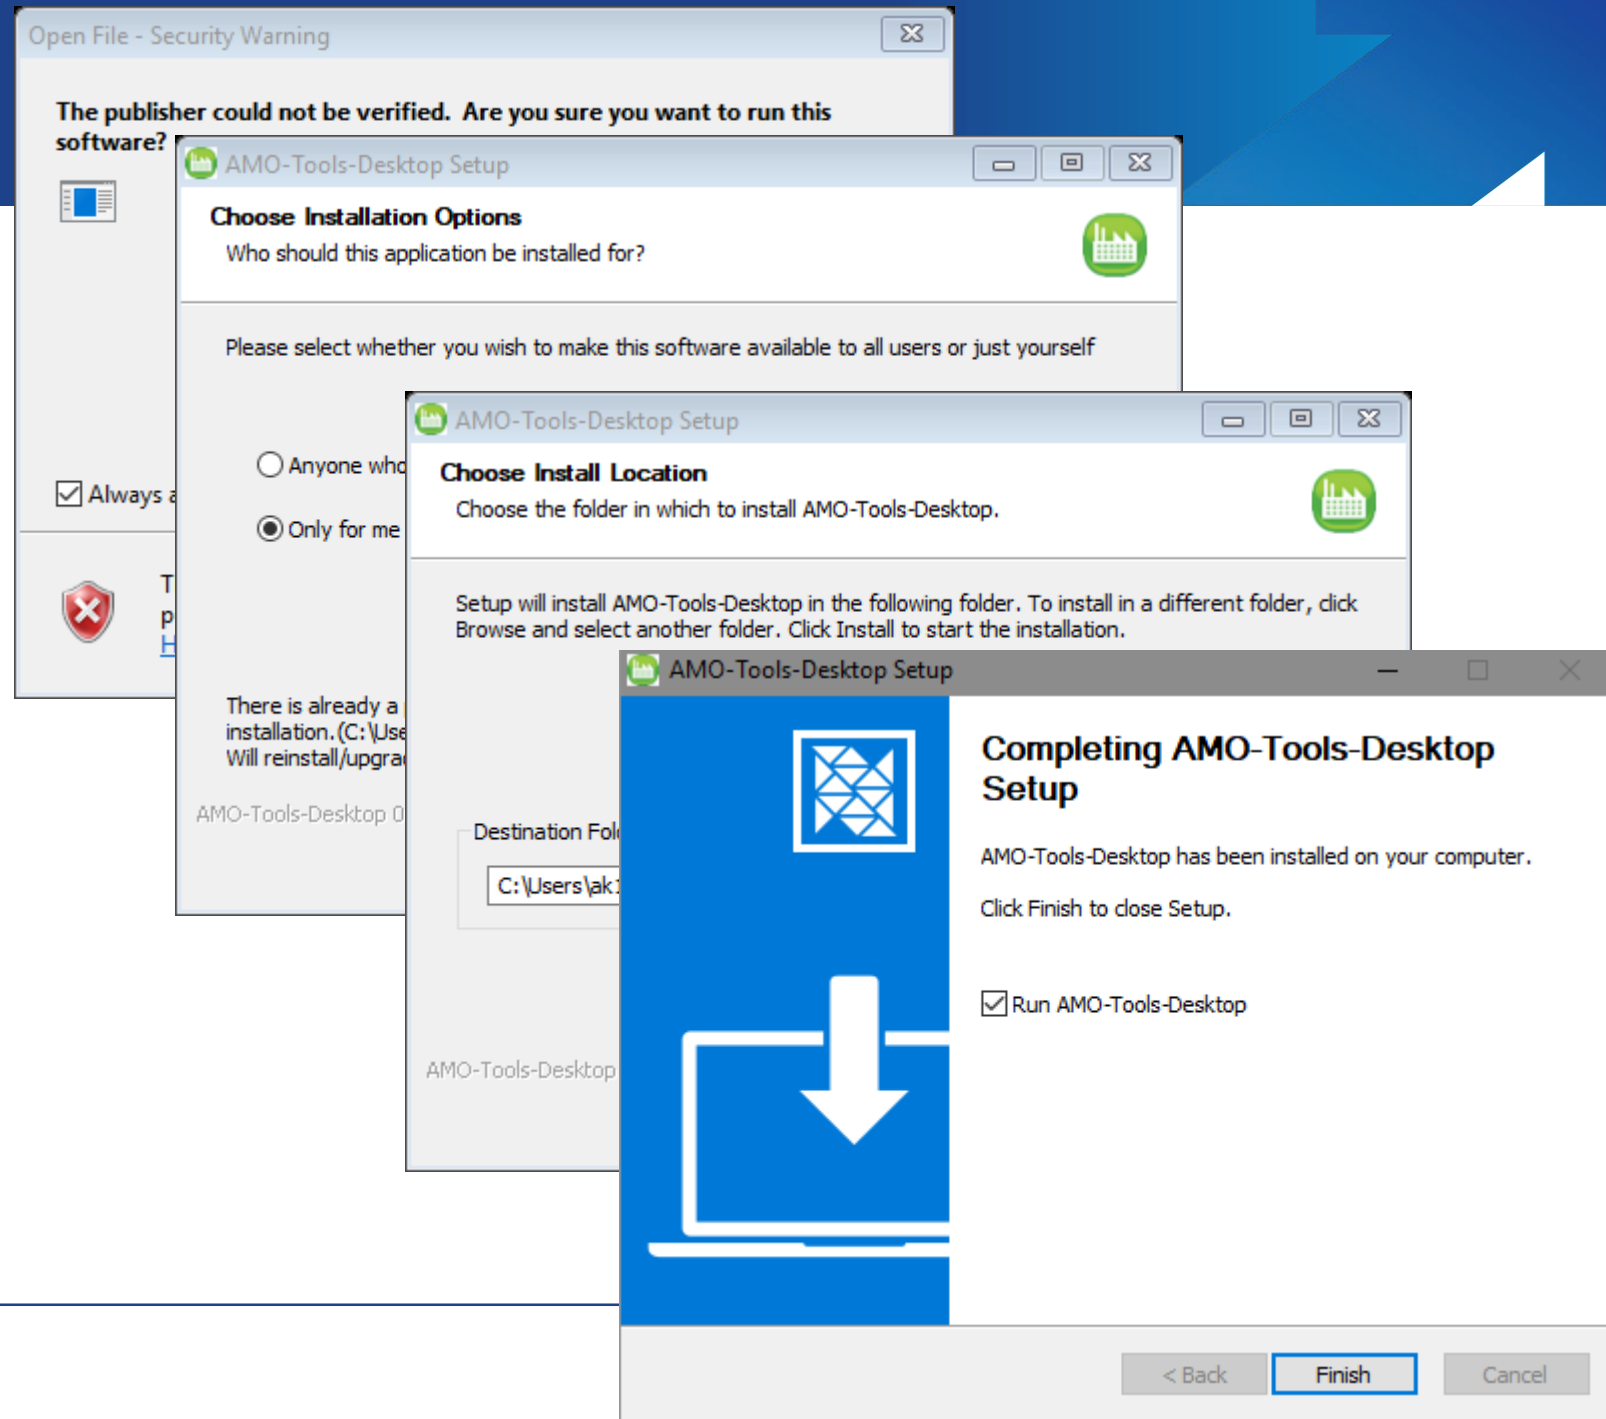 Open File - Security Warning
The publisher could not be verified. Are you sure you want to run this
software?
Always
AMO-Tools-Desktop Setup
Choose Installation Options
Who should this application be installed for?
Please select whether you wish to make this software available to all users or just yourself
Anyone who
Only for me
There is already a
installation.(C:\Use
Will reinstall/upgra
AMO-Tools-Desktop 0
AMO-Tools-Desktop Setup
Choose Install Location
Choose the folder in which to install AMO-Tools-Desktop.
Setup will install AMO-Tools-Desktop in the following folder. To install in a different folder, click
Browse and select another folder. Click Install to start the installation.
Destination Fol
C:\Users\ak
AMO-Tools-Desktop
AMO-Tools-Desktop Setup
Completing AMO-Tools-Desktop
Setup
AMO-Tools-Desktop has been installed on your computer.
Click Finish to close Setup.
Run AMO-Tools-Desktop
< Back
Finish
Cancel